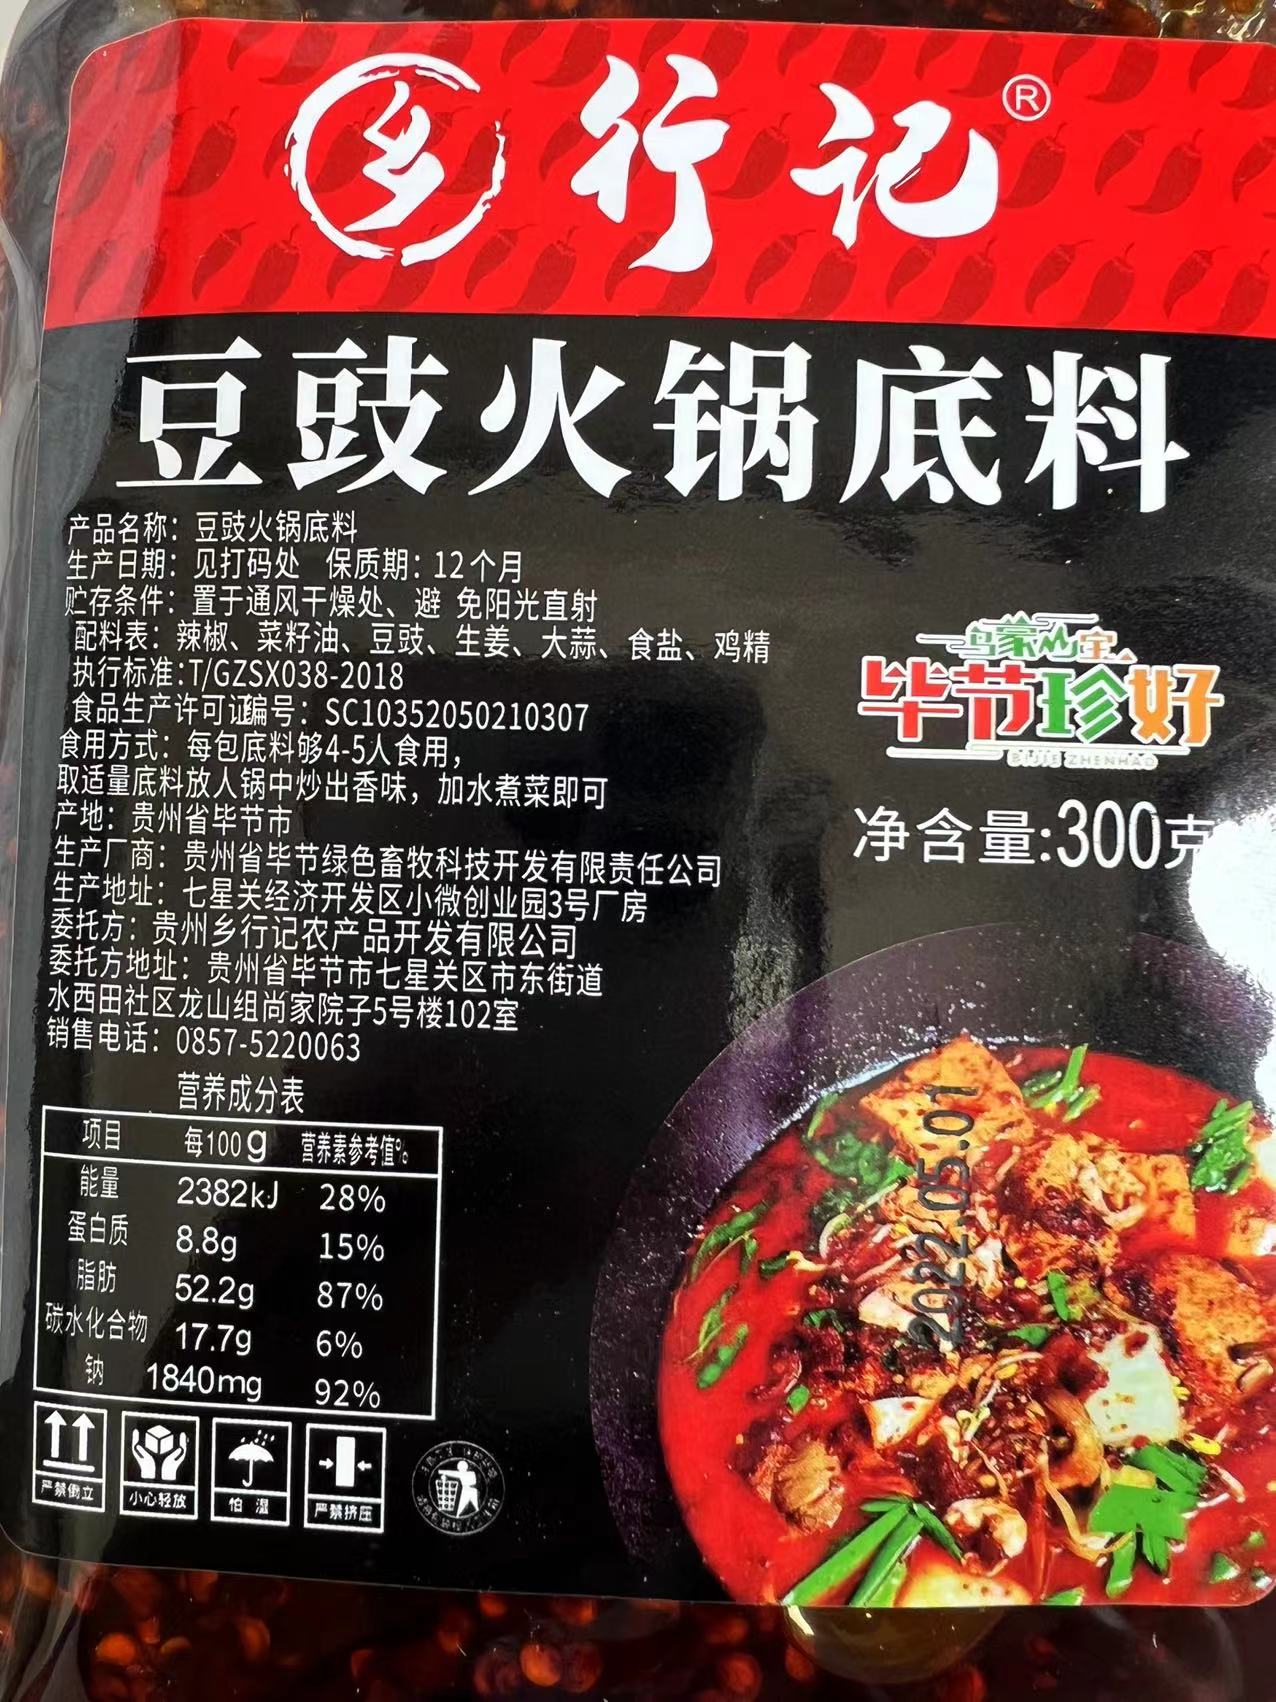 乡行记®
豆豉火锅底料
产品名称：豆豉火锅底料
生产日期：见打码处 保质期：12个月
贮存条件：置于通风干燥处、避 免阳光直射
配料表：辣椒、菜籽油、豆豉、生姜、大蒜、食盐、鸡精
执行标准:T/GZSX038-2018
食品生产许可证编号：SC10352050210307
食用方式：每包底料够4-5人食用，
取适量底料放人锅中炒出香味，加水煮菜即可
产地：贵州省毕节市
生产厂商：贵州省毕节绿色畜牧科技开发有限责任公司
生产地址：七星关经济开发区小微创业园3号厂房
委托方：贵州乡行记农产品开发有限公司
委托方地址：贵州省毕节市七星关区市东街道
水西田社区龙山组尚家院子5号楼102室
销售电话：0857-5220063
乌蒙山宝
毕节珍好
BIJIE ZHENHAO
净含量:300克
营养成分表
项目 每100g 营养素参考值%
能量 2382kJ 28%
蛋白质 8.8g 15%
脂肪 52.2g 87%
碳水化合物 17.7g 6%
钠 1840mg 92%
严禁倒立 小心轻放 怕 湿 严禁挤压
2022.05.01